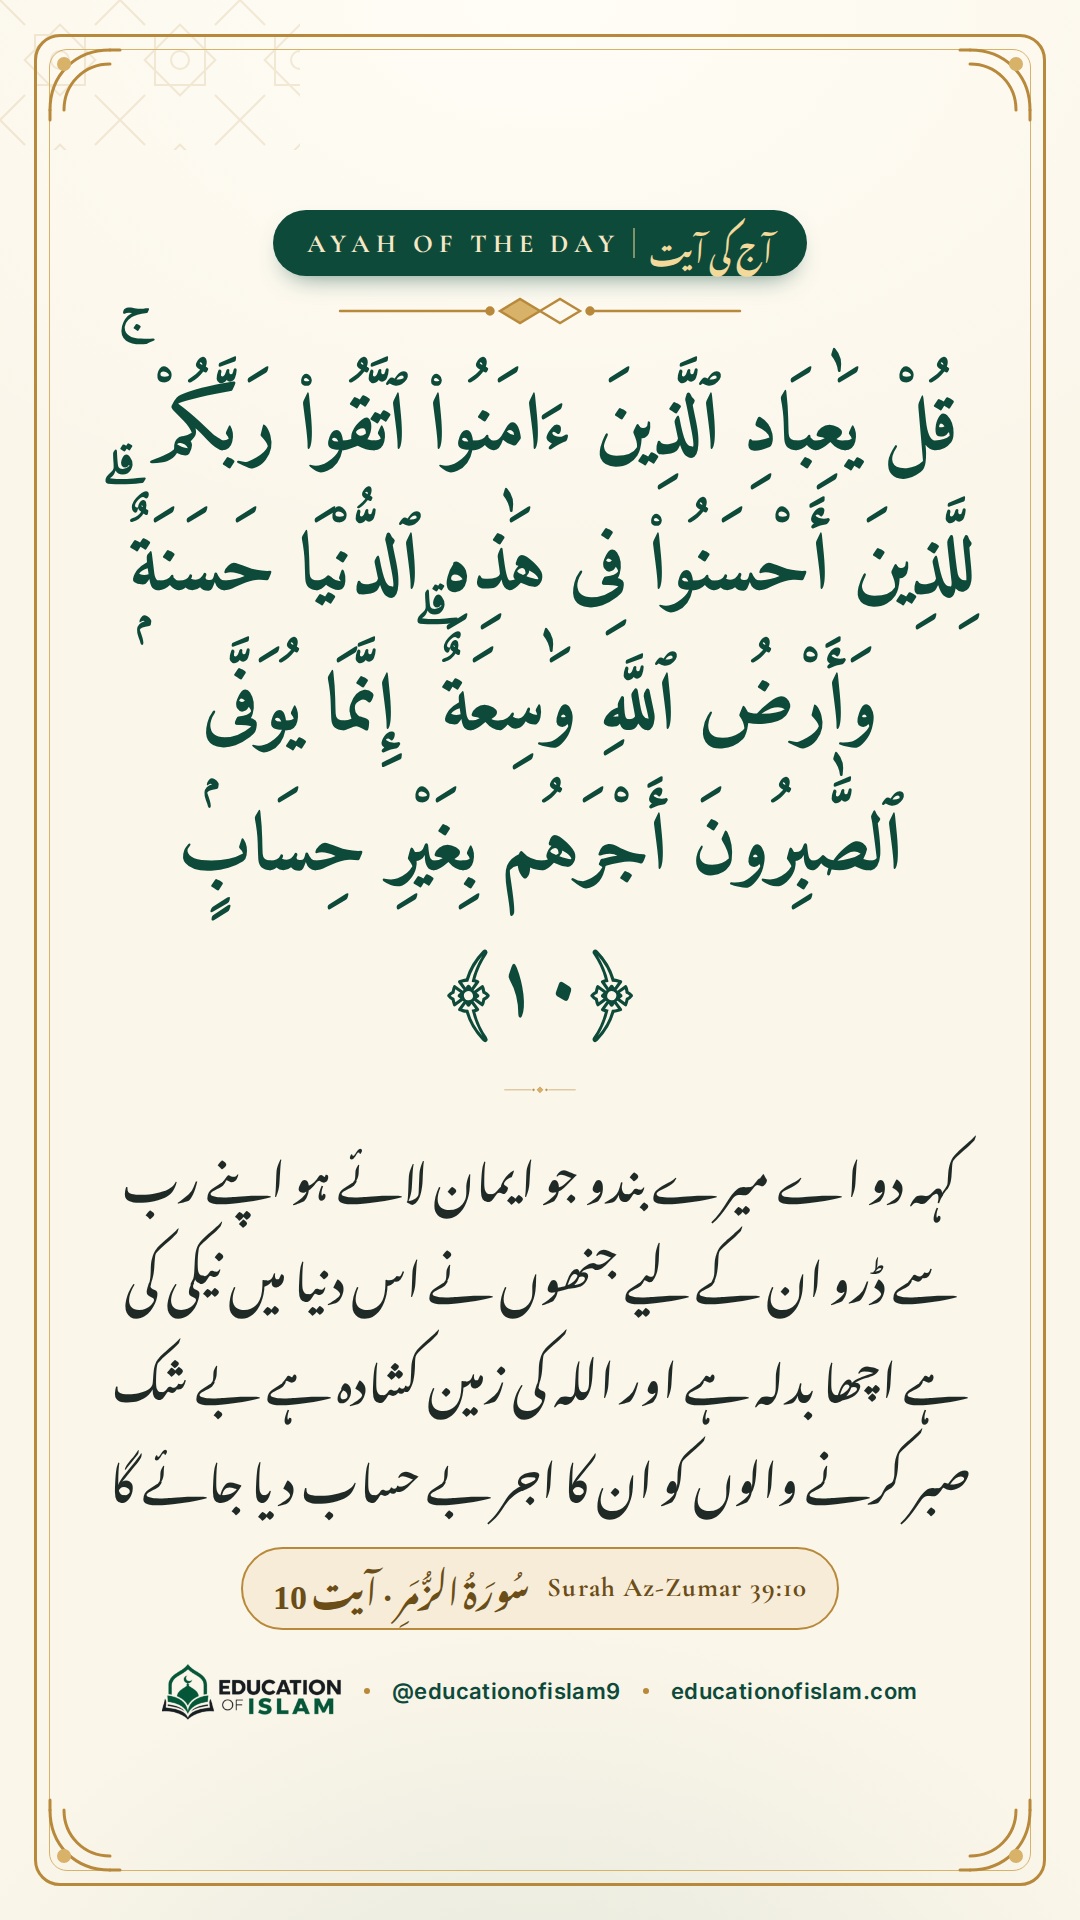 AYAH OF THE DAY | آج کی آیت
قُلْ يَٰعِبَادِ ٱلَّذِينَ ءَامَنُوا۟ ٱتَّقُوا۟ رَبَّكُمْ ۚ
لِلَّذِينَ أَحْسَنُوا۟ فِى هَٰذِهِ ٱلدُّنْيَا حَسَنَةٌ ۗ
وَأَرْضُ ٱللَّهِ وَٰسِعَةٌ ۗ إِنَّمَا يُوَفَّى
ٱلصَّٰبِرُونَ أَجْرَهُم بِغَيْرِ حِسَابٍۢ
﴿١٠﴾
کہہ دو اے میرے بندو جو ایمان لائے ہو اپنے رب
سے ڈرو ان کے لیے جنھوں نے اس دنیا میں نیکی کی
ہے اچھا بدلہ ہے اور اللہ کی زمین کشادہ ہے بے شک
صبر کرنے والوں کو ان کا اجر بے حساب دیا جائے گا
سُورَةُ الزُّمَرِ · آیت 10 Surah Az-Zumar 39:10
EDUCATION OF ISLAM • @educationofislam9 • educationofislam.com